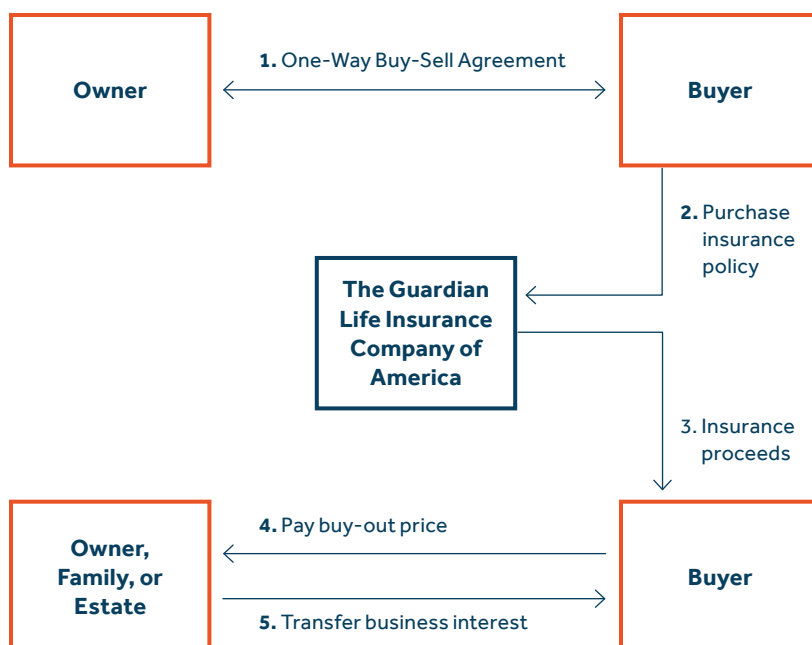 1. One-Way Buy-Sell Agreement
Owner
Buyer
2. Purchase
insurance
policy
The Guardian
Life Insurance
Company of
America
3. Insurance
proceeds
4. Pay buy-out price
Owner,
Family, or
Estate
Buyer
5. Transfer business interest